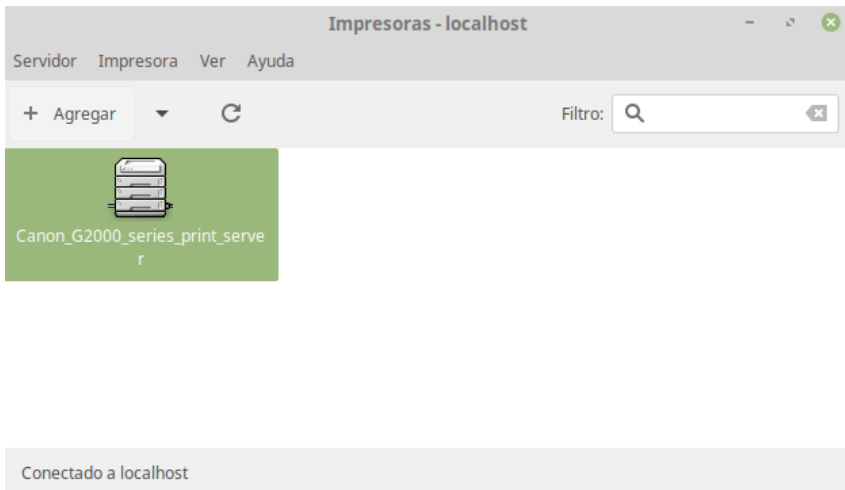 Impresoras - localhost
Servidor Impresora Ver Ayuda
+ Agregar Filtro:
Canon_G2000_series_print_serve
r
Conectado a localhost